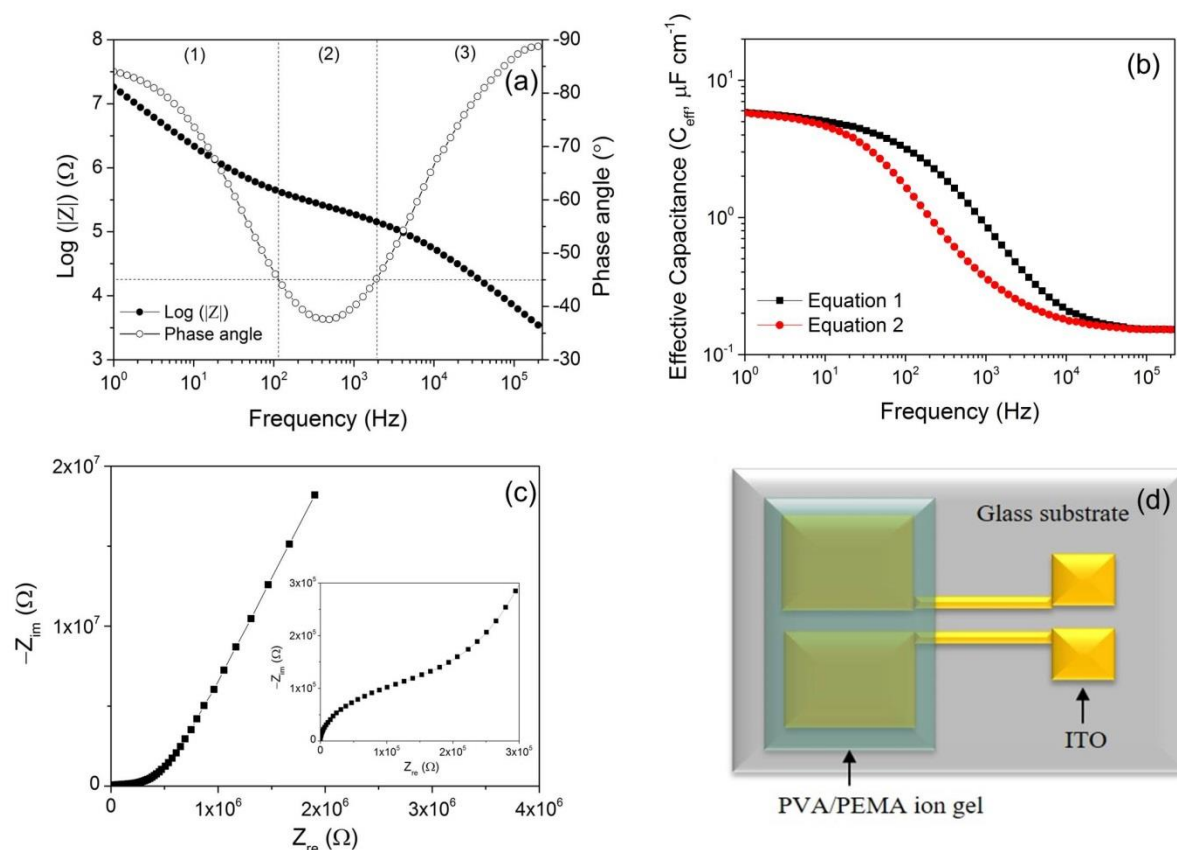 (a)
(1) (2) (3)
8
7
6
5
4
3
Log (|Z|) (Ω)
-90
-80
-70
-60
-50
-40
-30
Phase angle (°)
Log (|Z|)
Phase angle
10⁰ 10¹ 10² 10³ 10⁴ 10⁵
Frequency (Hz)
(b)
Effective Capacitance (C_eff, μF cm⁻¹)
10¹
10⁰
10⁻¹
Equation 1
Equation 2
10⁰ 10¹ 10² 10³ 10⁴ 10⁵
Frequency (Hz)
(c)
−Z_im (Ω)
2x10⁷
1x10⁷
0
0 1x10⁶ 2x10⁶ 3x10⁶ 4x10⁶
Z_re (Ω)
−Z_im (Ω)
3x10⁵
2x10⁵
1x10⁵
0
0 1x10⁵ 2x10⁵ 3x10⁵
Z_re (Ω)
(d)
Glass substrate
ITO
PVA/PEMA ion gel